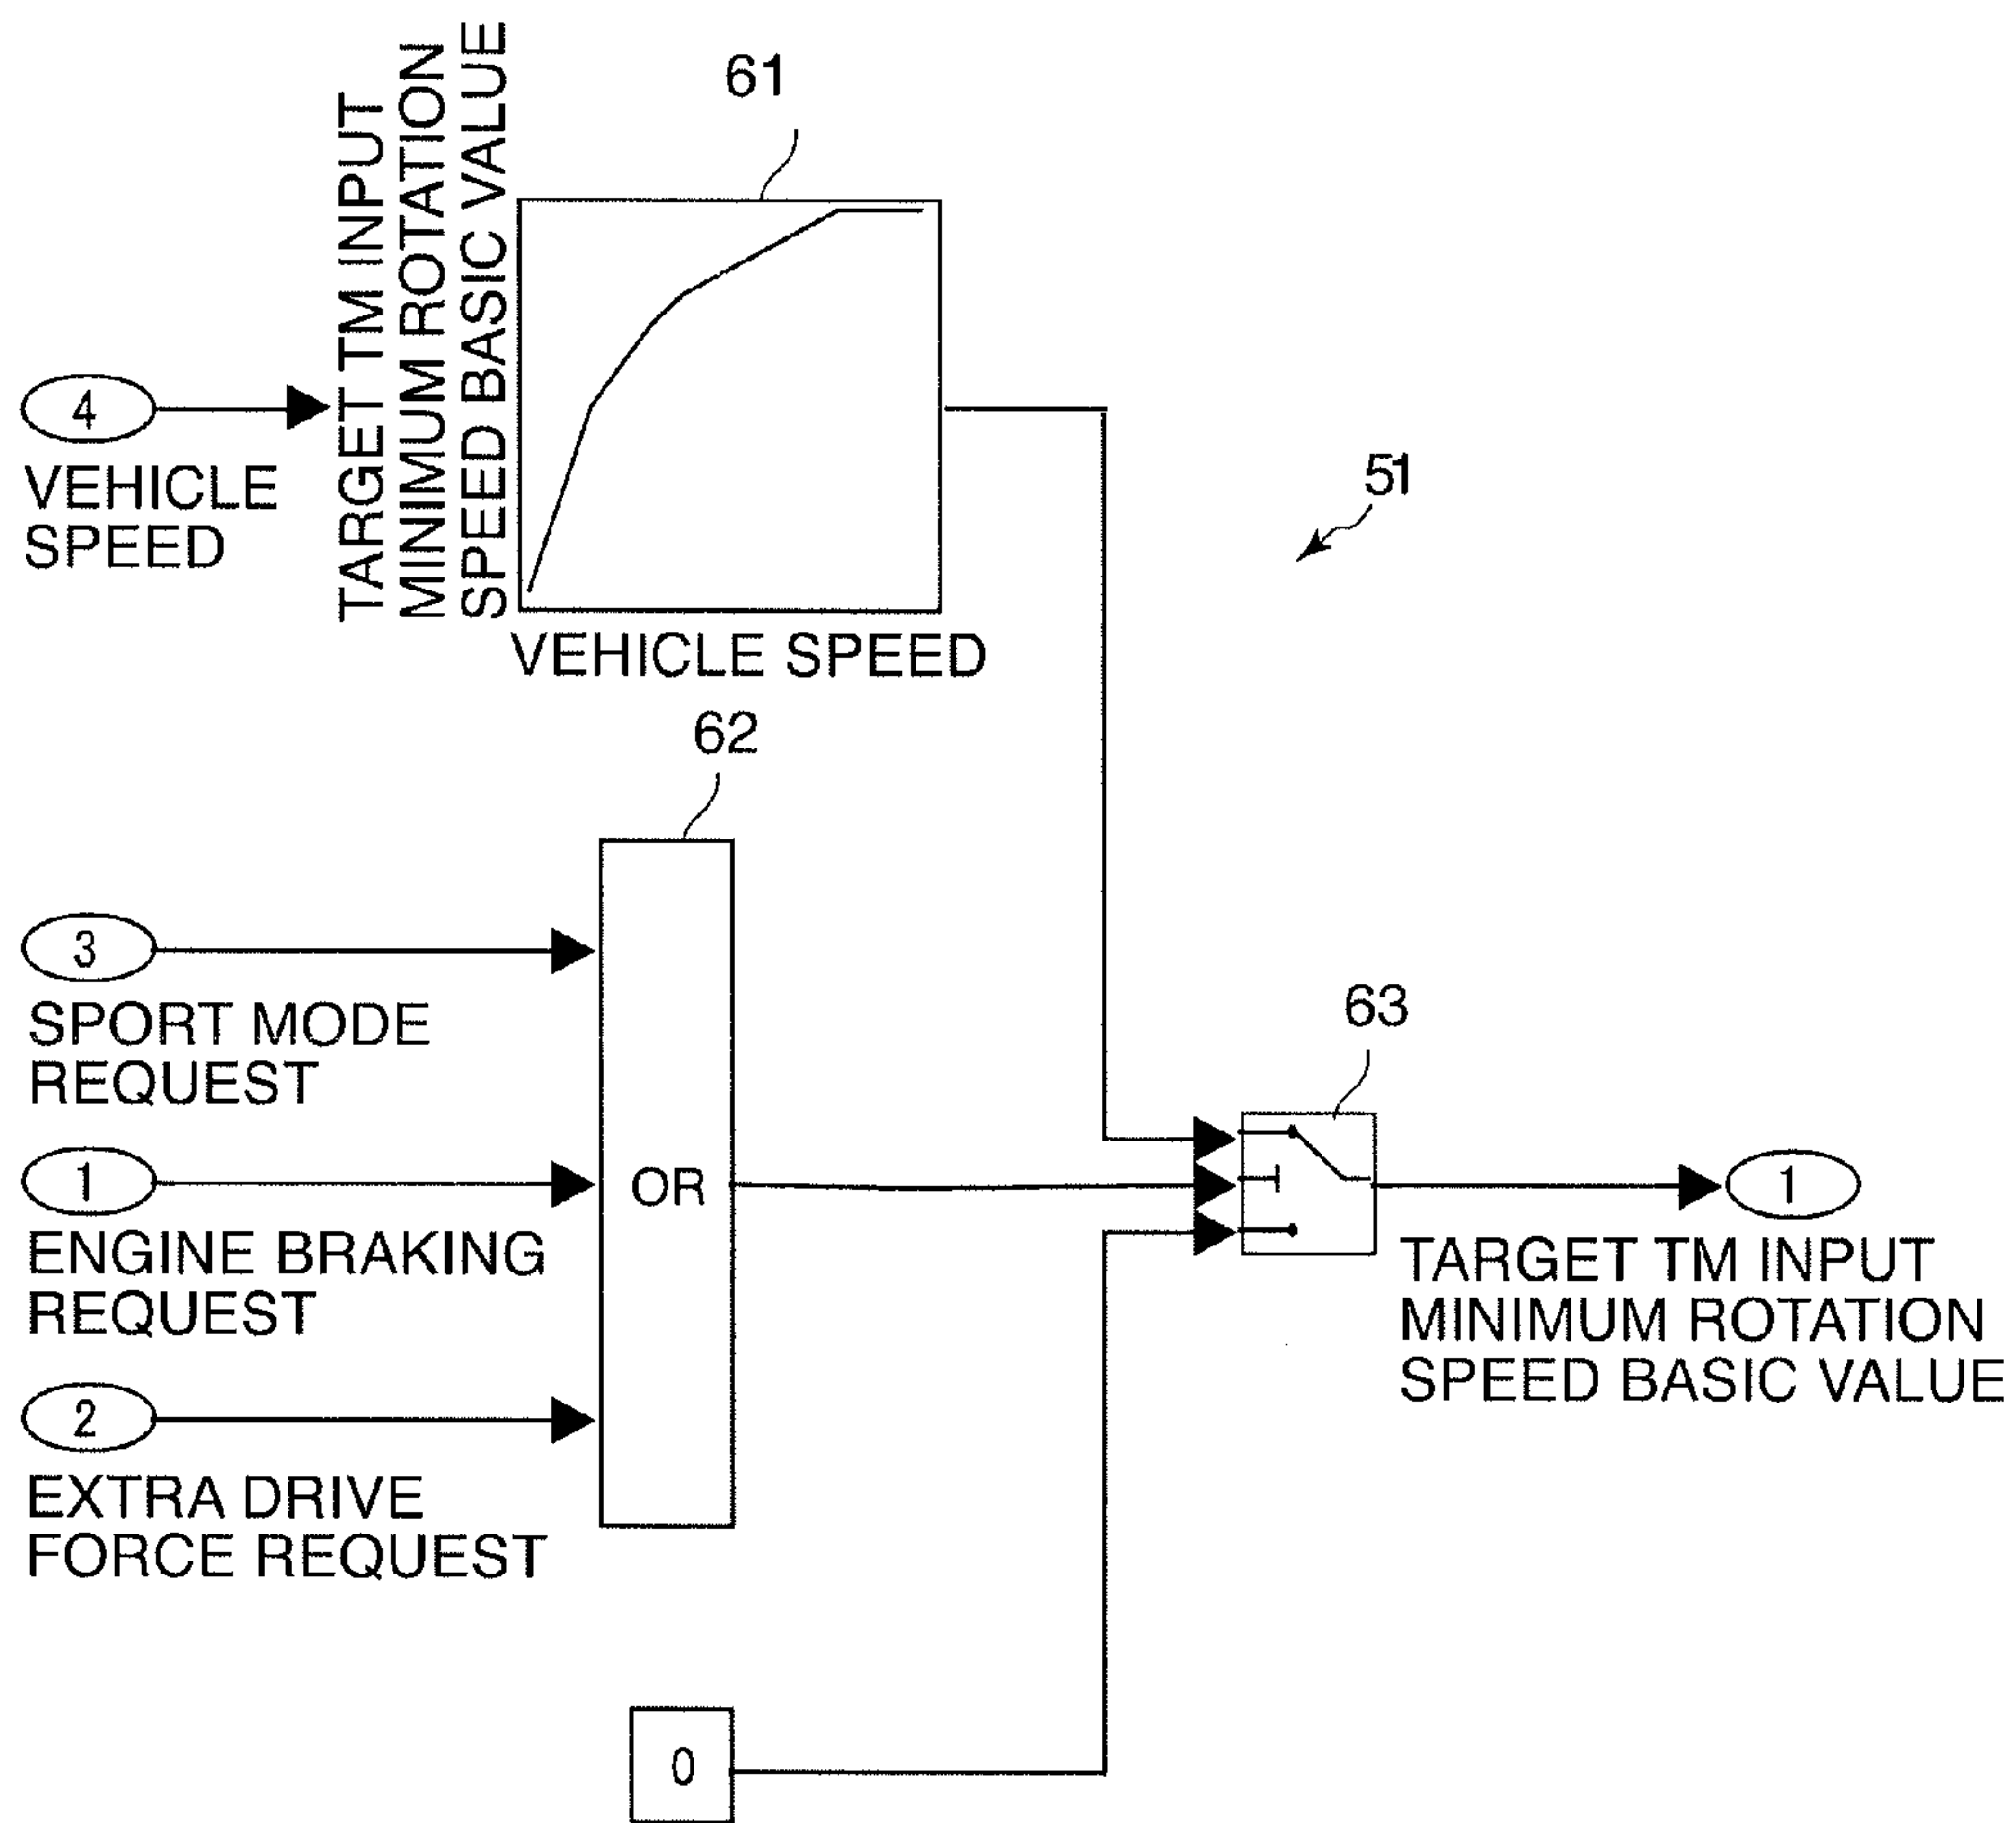 61
TARGET TM INPUT
MINIMUM ROTATION
SPEED BASIC VALUE
4
VEHICLE
SPEED
VEHICLE SPEED
51
62
3
SPORT MODE
REQUEST
1
ENGINE BRAKING
REQUEST
2
EXTRA DRIVE
FORCE REQUEST
OR
63
1
TARGET TM INPUT
MINIMUM ROTATION
SPEED BASIC VALUE
0